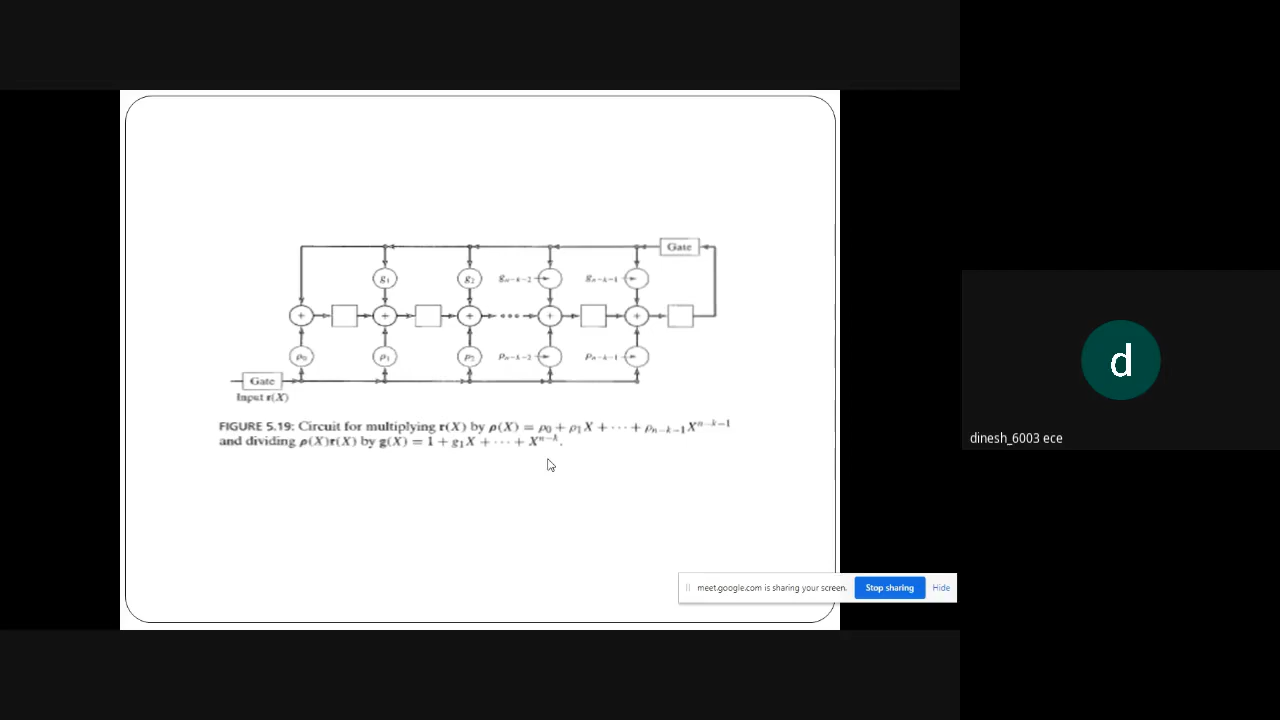 Gate
g₁ g₂ gₙ₋ₖ₋₂ gₙ₋ₖ₋₁
+ + + + +
ρ₀ ρ₁ ρ₂ ρₙ₋ₖ₋₂ ρₙ₋ₖ₋₁
Gate
Input r(X)
FIGURE 5.19: Circuit for multiplying r(X) by ρ(X) = ρ₀ + ρ₁X + ··· + ρₙ₋ₖ₋₁Xⁿ⁻ᵏ⁻¹
and dividing ρ(X)r(X) by g(X) = 1 + g₁X + ··· + Xⁿ⁻ᵏ.
meet.google.com is sharing your screen. Stop sharing Hide
d
dinesh_6003 ece